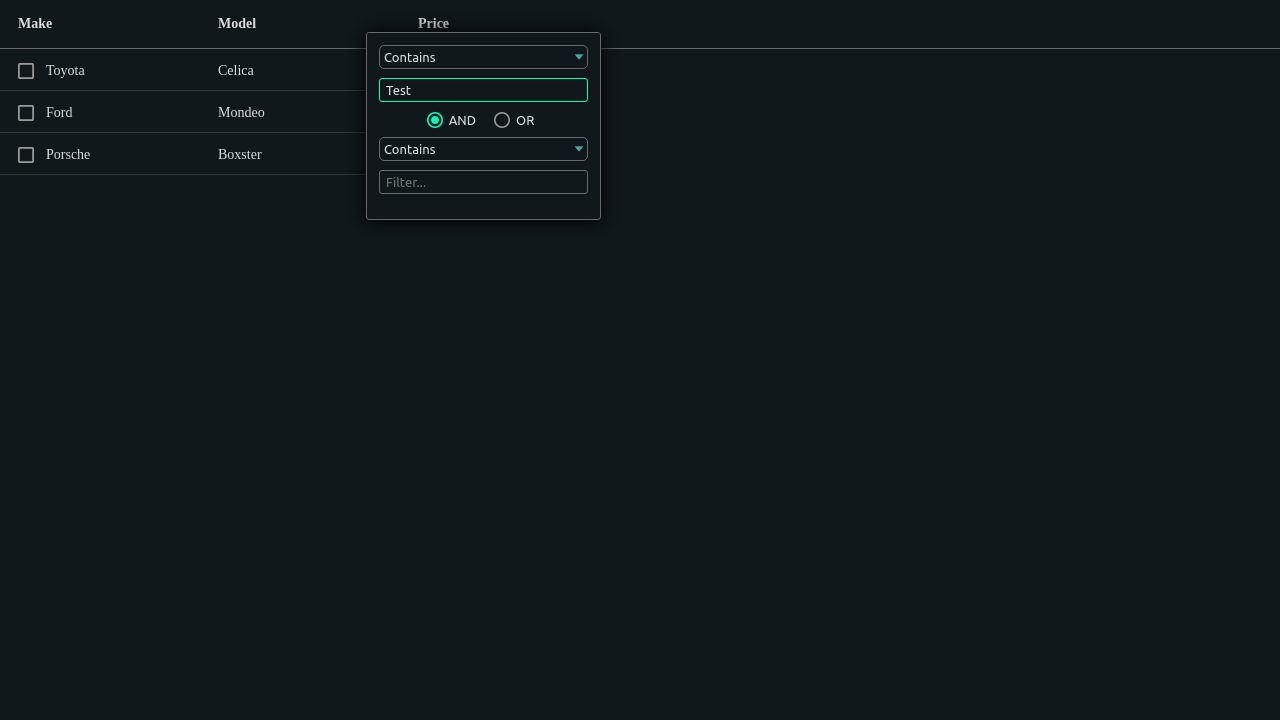 Make Model Price
Contains
Test
AND OR
Contains
Filter...
Toyota Celica
Ford Mondeo
Porsche Boxster